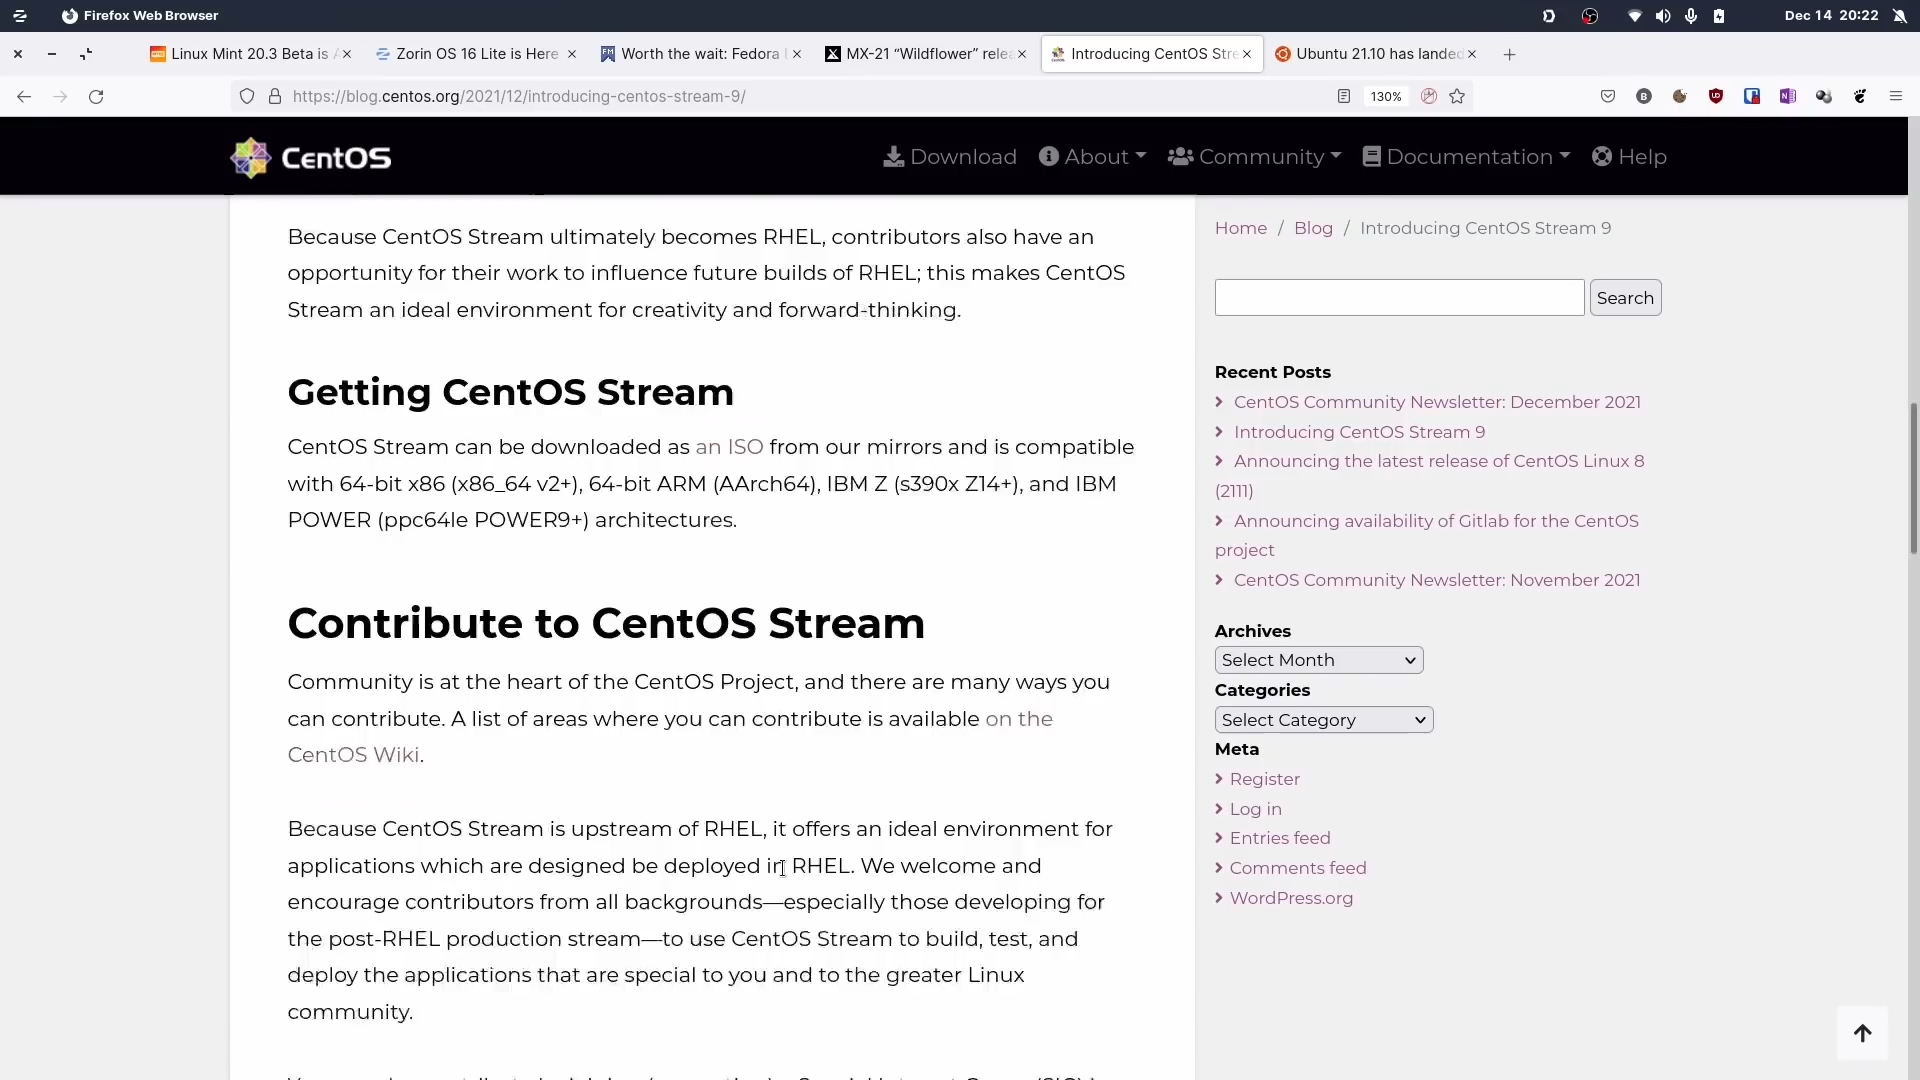 Firefox Web Browser
Dec 14 20:22
Linux Mint 20.3 Beta is A
Zorin OS 16 Lite is Here
Worth the wait: Fedora
MX-21 “Wildflower” relea
Introducing CentOS Stre
Ubuntu 21.10 has landed
https://blog.centos.org/2021/12/introducing-centos-stream-9/
130%
CentOS
Download
About
Community
Documentation
Help
Because CentOS Stream ultimately becomes RHEL, contributors also have an
opportunity for their work to influence future builds of RHEL; this makes CentOS
Stream an ideal environment for creativity and forward-thinking.
Getting CentOS Stream
CentOS Stream can be downloaded as an ISO from our mirrors and is compatible
with 64-bit x86 (x86_64 v2+), 64-bit ARM (AArch64), IBM Z (s390x Z14+), and IBM
POWER (ppc64le POWER9+) architectures.
Contribute to CentOS Stream
Community is at the heart of the CentOS Project, and there are many ways you
can contribute. A list of areas where you can contribute is available on the
CentOS Wiki.
Because CentOS Stream is upstream of RHEL, it offers an ideal environment for
applications which are designed be deployed in RHEL. We welcome and
encourage contributors from all backgrounds—especially those developing for
the post-RHEL production stream—to use CentOS Stream to build, test, and
deploy the applications that are special to you and to the greater Linux
community.
Home / Blog / Introducing CentOS Stream 9
Search
Recent Posts
CentOS Community Newsletter: December 2021
Introducing CentOS Stream 9
Announcing the latest release of CentOS Linux 8
(2111)
Announcing availability of Gitlab for the CentOS
project
CentOS Community Newsletter: November 2021
Archives
Select Month
Categories
Select Category
Meta
Register
Log in
Entries feed
Comments feed
WordPress.org